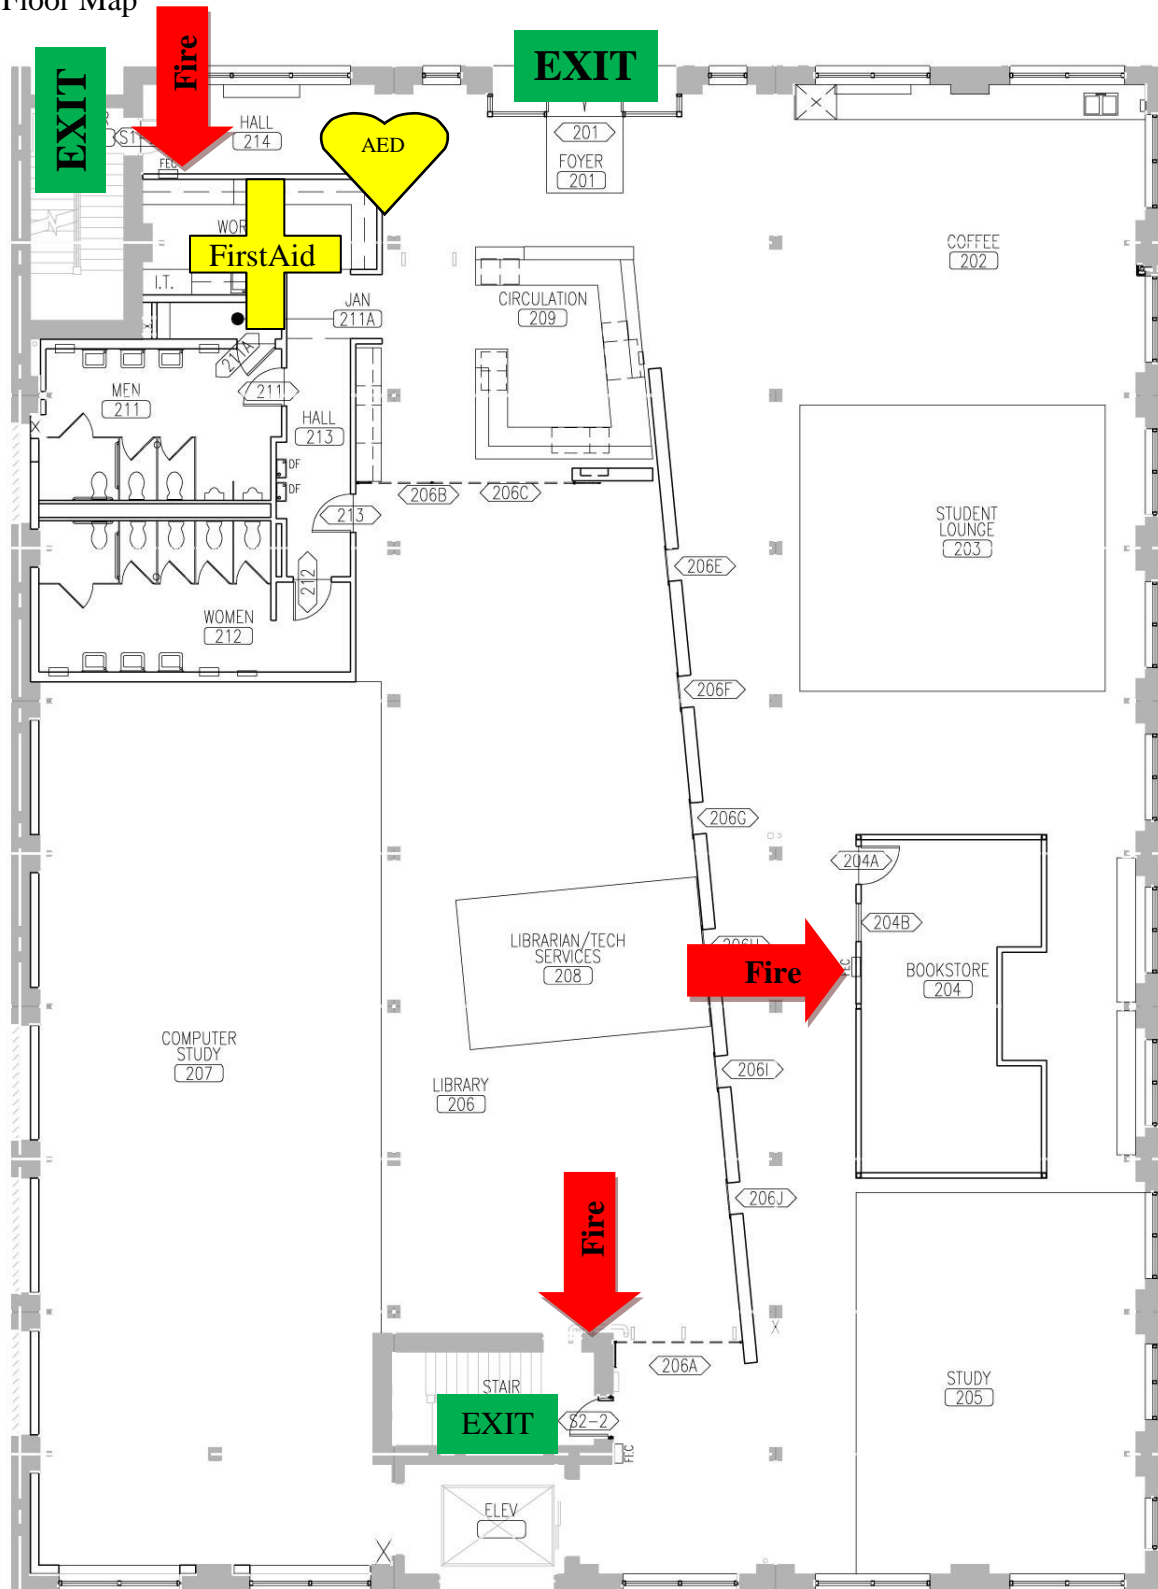 Floor Map
EXIT
Fire
EXIT
HALL
214
AED
201
FOYER
201
S1
FEC
WOR
FirstAid
I.T.
JAN
211A
CIRCULATION
209
COFFEE
202
211A
MEN
211
211
HALL
213
DF
DF
206B
206C
213
STUDENT
LOUNGE
203
206E
212
WOMEN
212
206F
206G
204A
204B
LIBRARIAN/TECH
SERVICES
208
206H
Fire
FEC
BOOKSTORE
204
COMPUTER
STUDY
207
206I
LIBRARY
206
206J
Fire
206A
STAIR
EXIT
S2-2
STUDY
205
FEC
ELEV